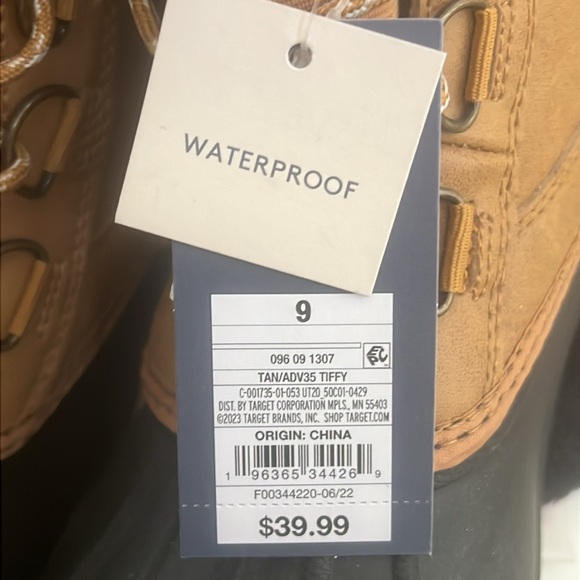 WATERPROOF
9
096 09 1307
TAN/ADV35 TIFFY
C-001735-01-053 UT20_50C01-0429
DIST. BY TARGET CORPORATION MPLS., MN 55403
©2023 TARGET BRANDS, INC. SHOP TARGET.COM
ORIGIN: CHINA
1 96365 34426 9
F00344220-06/22
$39.99